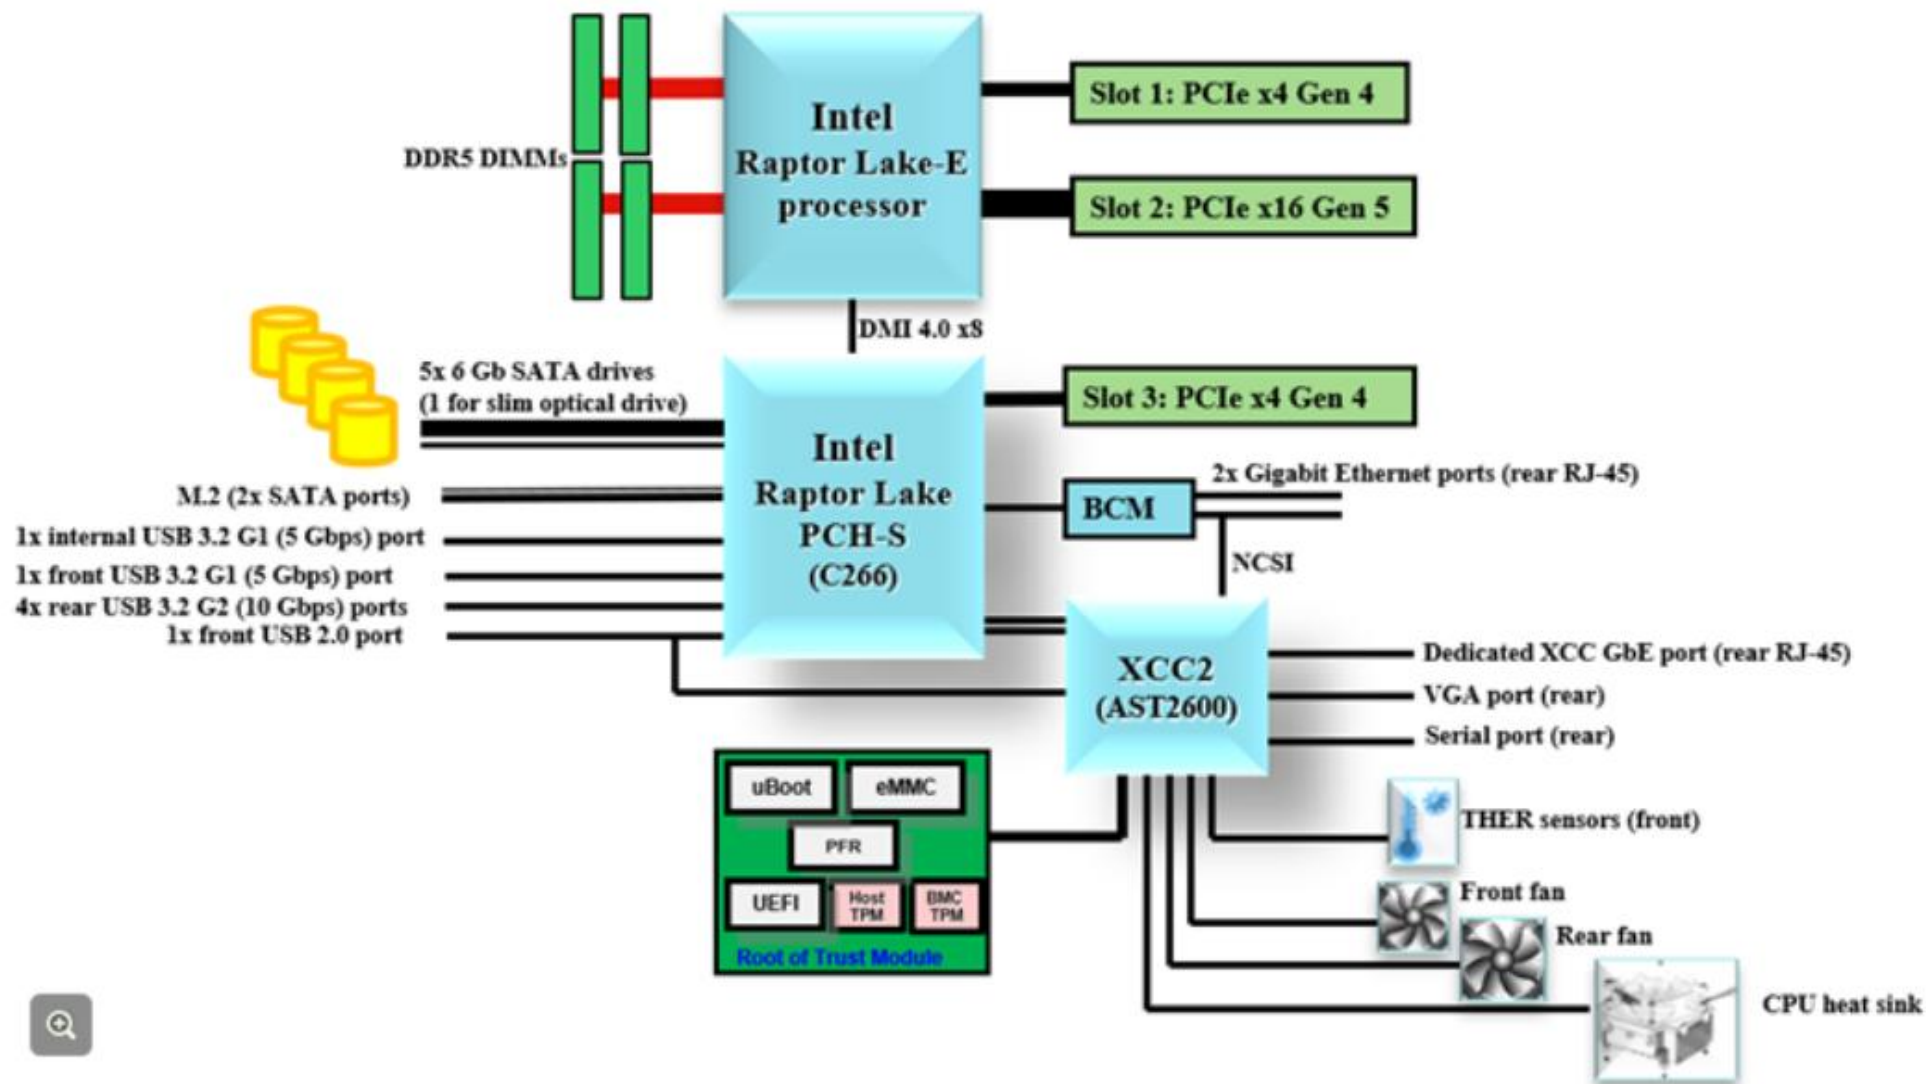 Intel
Raptor Lake-E
processor
Slot 1: PCIe x4 Gen 4
DDR5 DIMMs
Slot 2: PCIe x16 Gen 5
DMI 4.0 x8
5x 6 Gb SATA drives
(1 for slim optical drive)
Slot 3: PCIe x4 Gen 4
Intel
Raptor Lake
PCH-S
(C266)
2x Gigabit Ethernet ports (rear RJ-45)
M.2 (2x SATA ports)
BCM
1x internal USB 3.2 G1 (5 Gbps) port
NCSI
1x front USB 3.2 G1 (5 Gbps) port
4x rear USB 3.2 G2 (10 Gbps) ports
1x front USB 2.0 port
XCC2
(AST2600)
Dedicated XCC GbE port (rear RJ-45)
VGA port (rear)
Serial port (rear)
uBoot
eMMC
PFR
UEFI
Host
TPM
BMC
TPM
Root of Trust Module
THER sensors (front)
Front fan
Rear fan
CPU heat sink